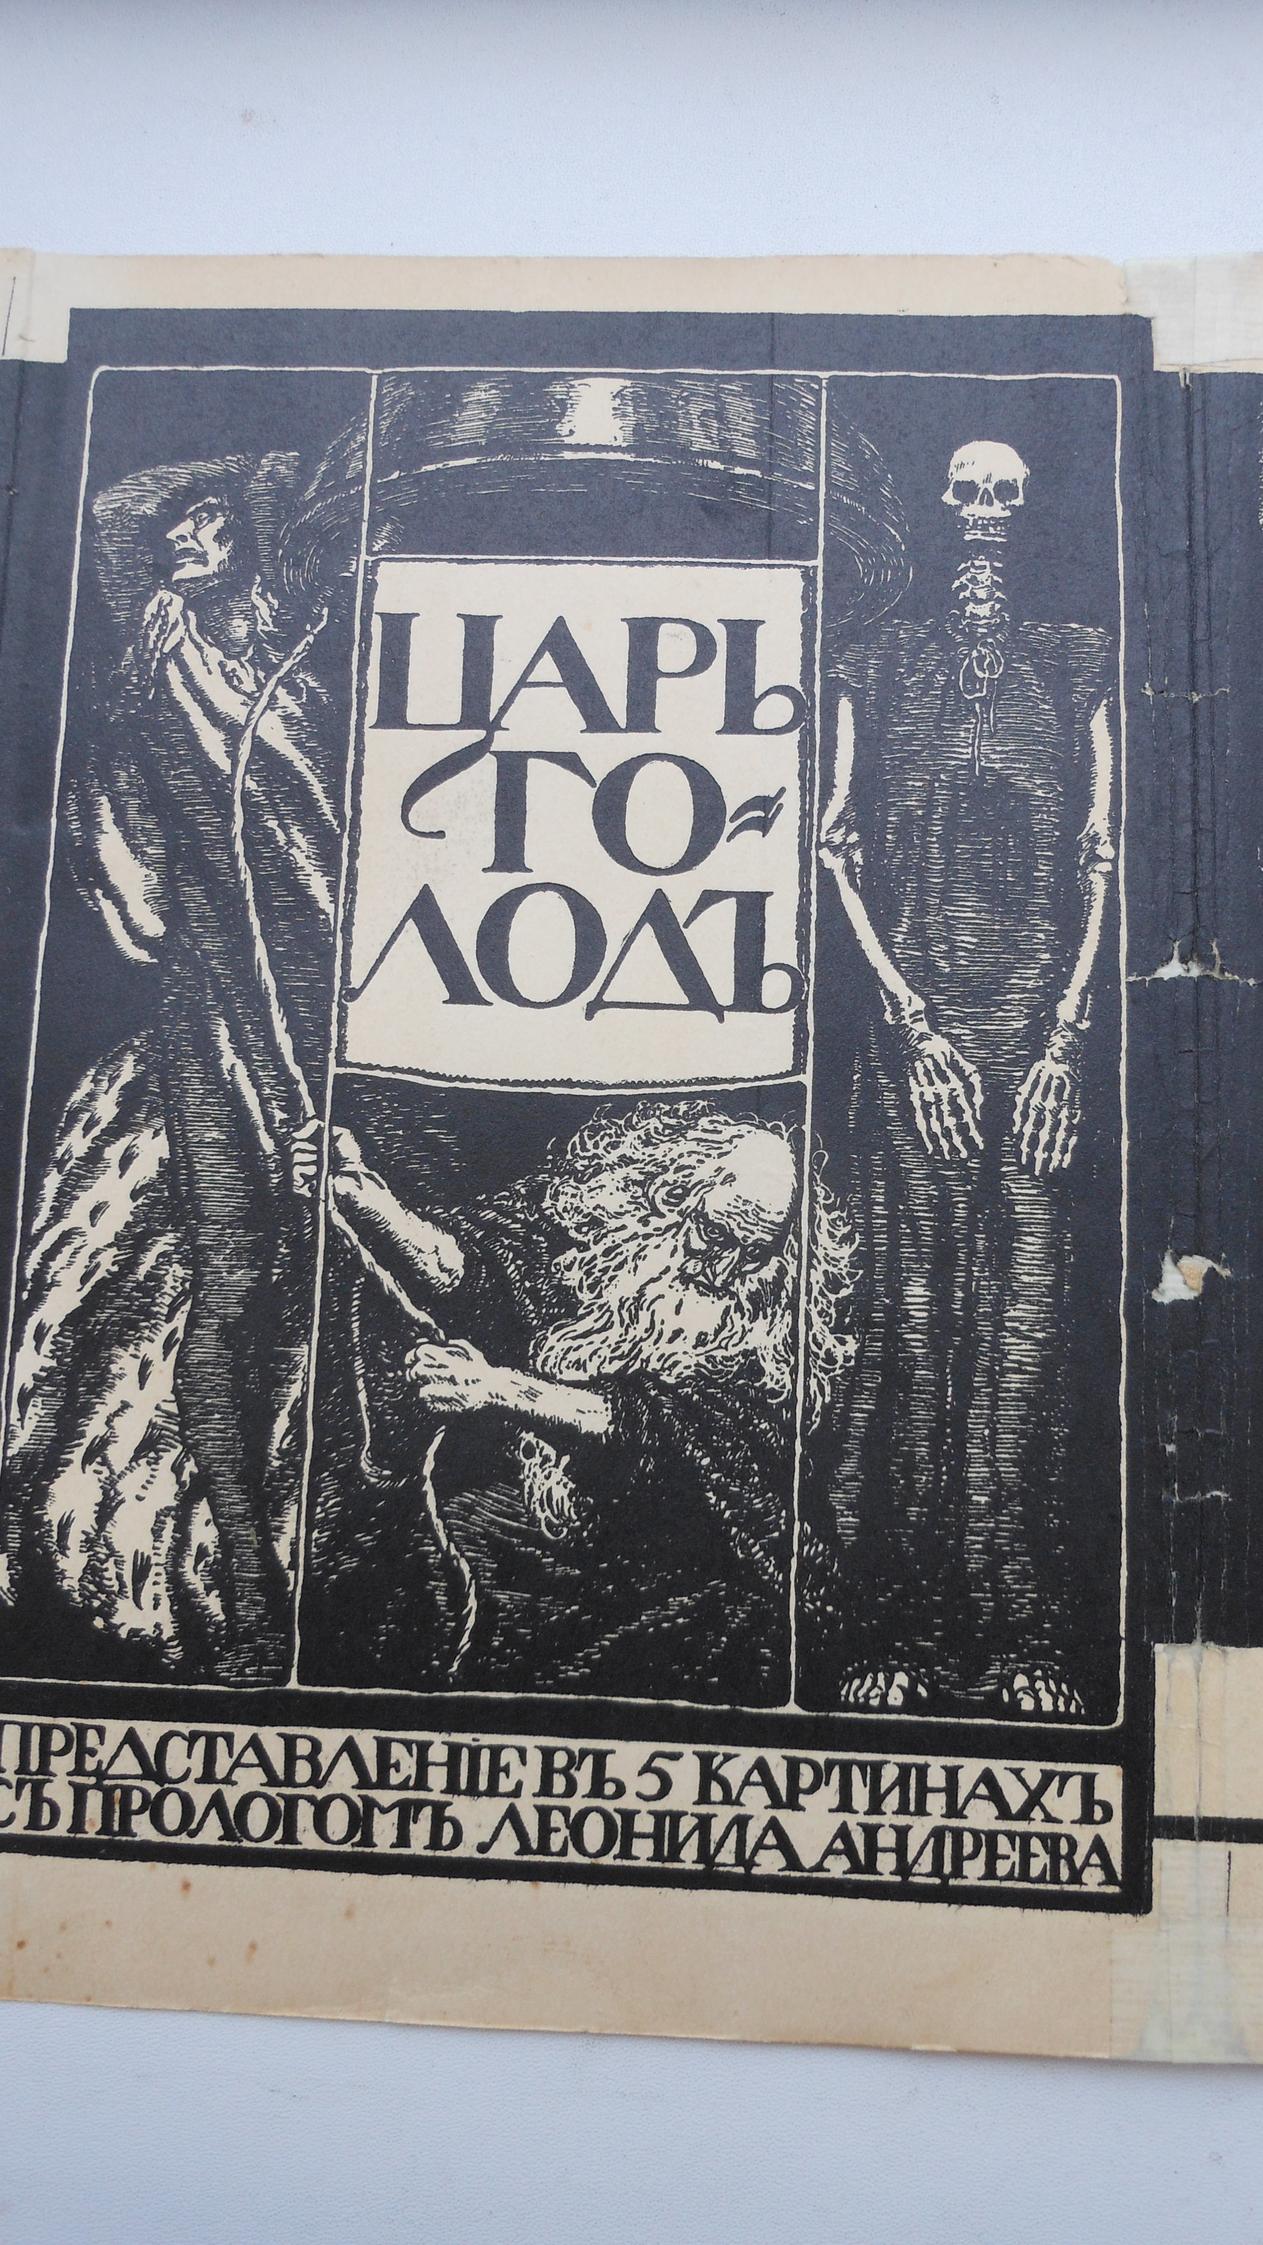 ЦАРЬ
ГО-
ЛОДЪ
ПРЕДСТАВЛЕНІЕ ВЪ 5 КАРТИНАХЪ
СЪ ПРОЛОГОМЪ ЛЕОНИДА АНДРЕЕВА